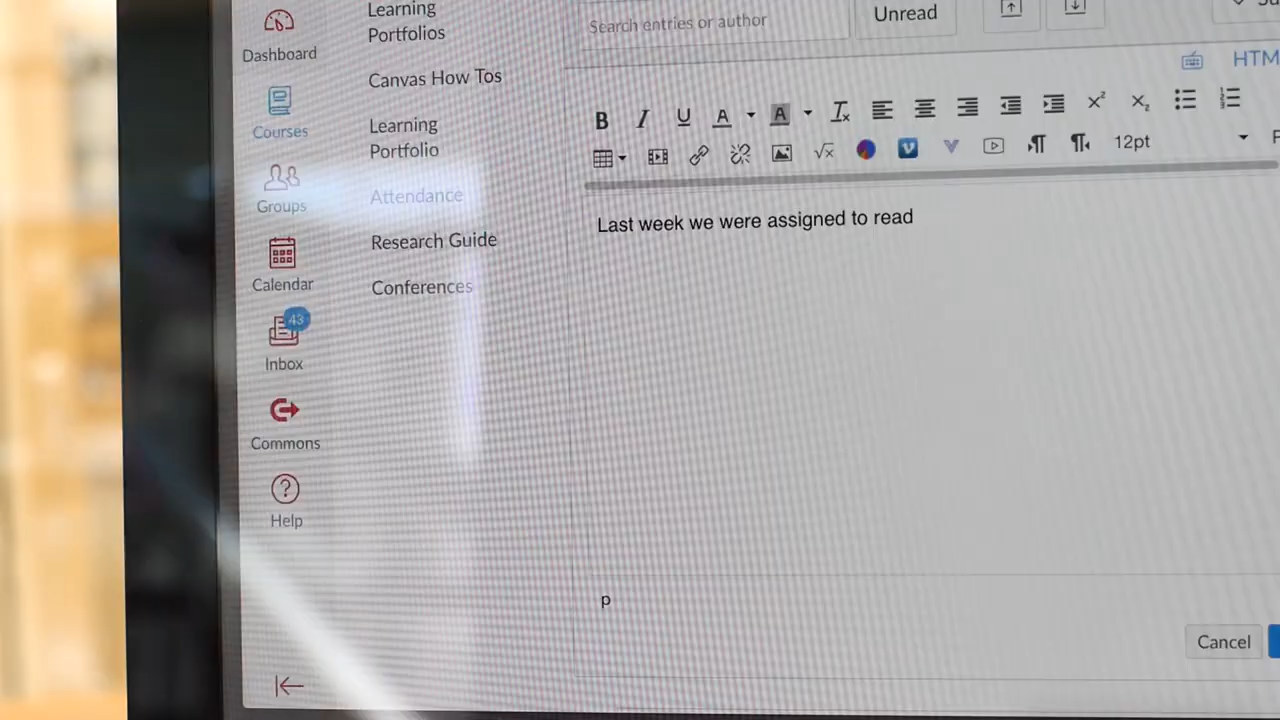 Dashboard
Courses
Groups
Calendar
43
Inbox
Commons
Help
Learning
Portfolios
Canvas How Tos
Learning
Portfolio
Attendance
Research Guide
Conferences
Search entries or author
Unread
HTM
12pt
Last week we were assigned to read
p
Cancel